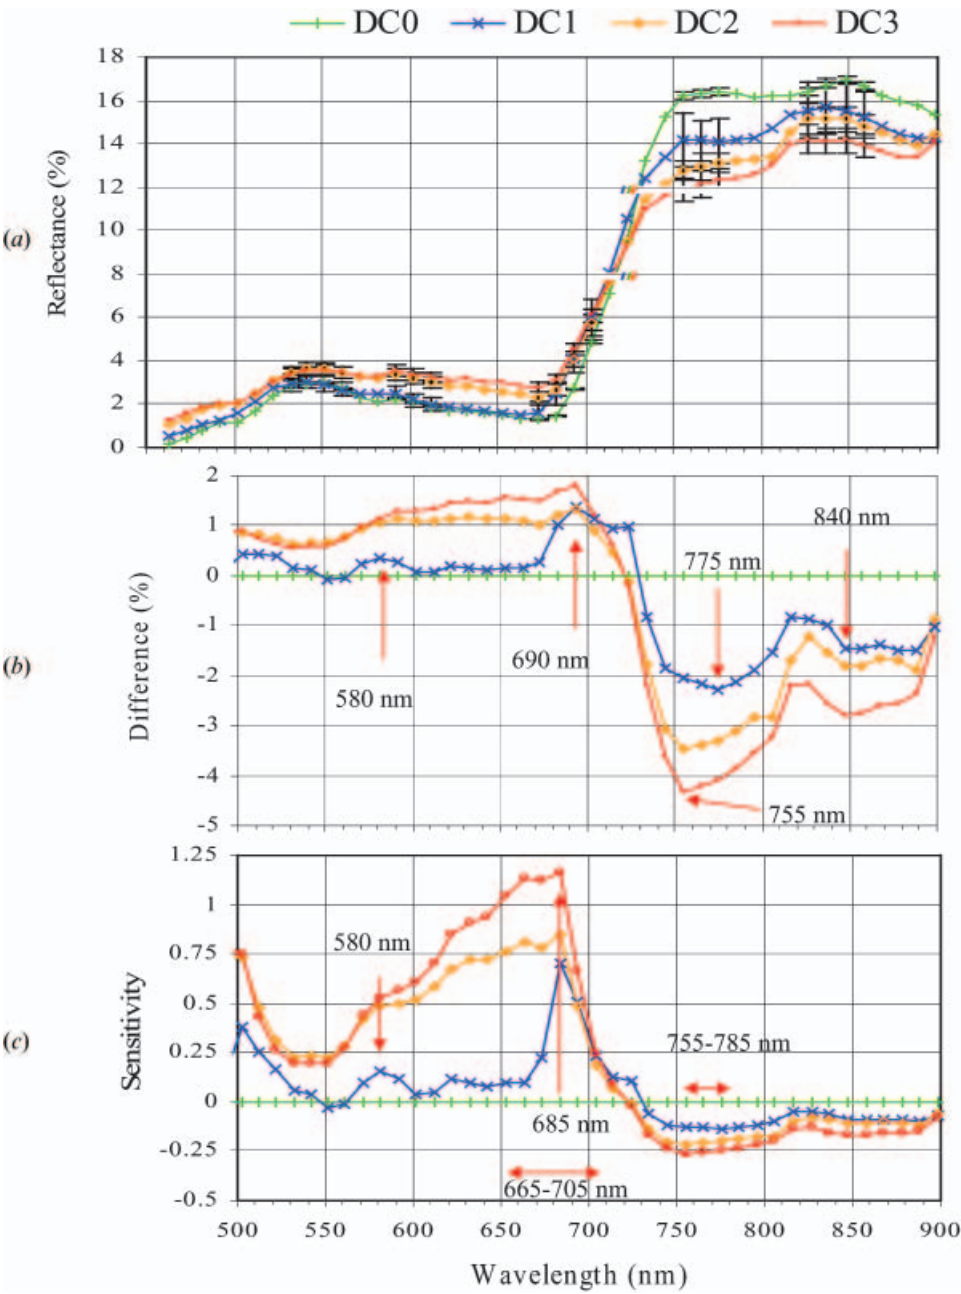 DC0 DC1 DC2 DC3
18
16
14
12
10
8
6
4
2
0
Reflectance (%)
(a)
2
1
0
-1
-2
-3
-4
-5
Difference (%)
(b)
840 nm
775 nm
690 nm
580 nm
755 nm
1.25
1
0.75
0.5
0.25
0
-0.25
-0.5
Sensitivity
(c)
580 nm
755-785 nm
685 nm
665-705 nm
500 550 600 650 700 750 800 850 900
Wavelength (nm)